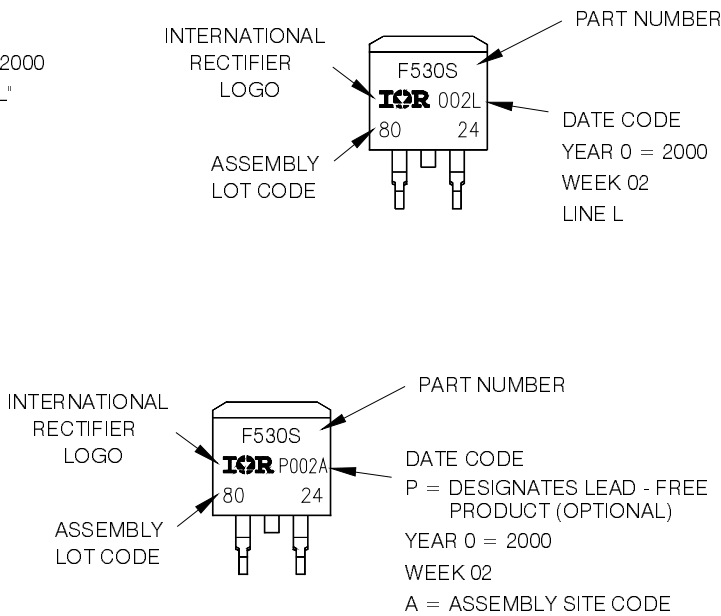 2000
L"
INTERNATIONAL
RECTIFIER
LOGO
PART NUMBER
F530S
IOR 002L
80 24
ASSEMBLY
LOT CODE
DATE CODE
YEAR 0 = 2000
WEEK 02
LINE L
INTERNATIONAL
RECTIFIER
LOGO
PART NUMBER
F530S
IOR P002A
80 24
ASSEMBLY
LOT CODE
DATE CODE
P = DESIGNATES LEAD - FREE
PRODUCT (OPTIONAL)
YEAR 0 = 2000
WEEK 02
A = ASSEMBLY SITE CODE